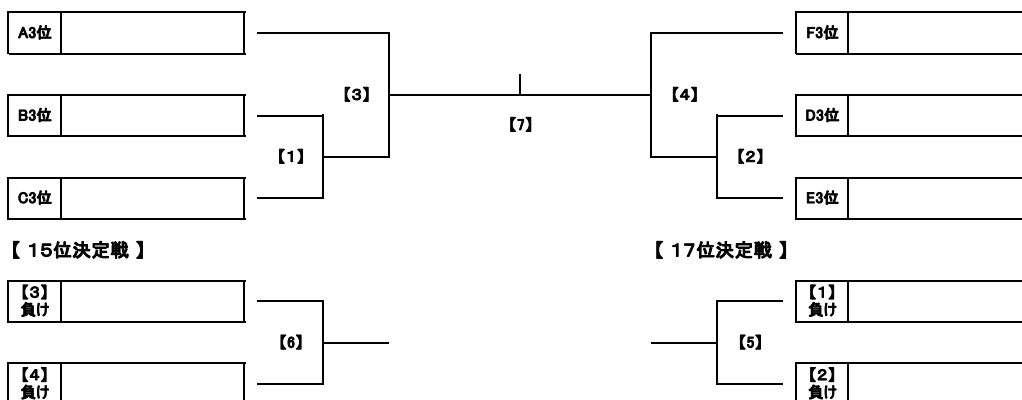 A3位
F3位
【3】
【4】
B3位
D3位
【7】
【1】
【2】
C3位
E3位
【 15位決定戦 】
【 17位決定戦 】
【3】
負け
【1】
負け
【6】
【5】
【4】
負け
【2】
負け